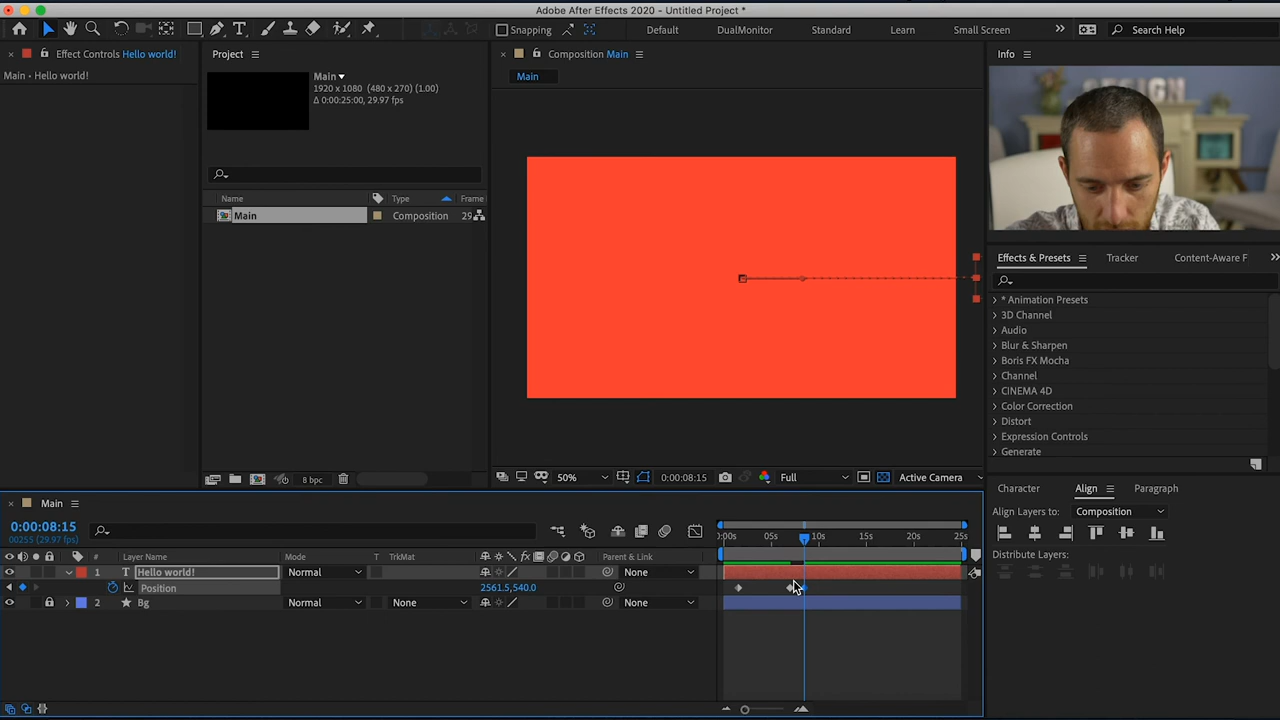 Adobe After Effects 2020 - Untitled Project *
Snapping
Default
DualMonitor
Standard
Learn
Small Screen
Search Help
Effect Controls Hello world!
Main • Hello world!
Project
Main
1920 x 1080 (480 x 270) (1.00)
Δ 0:00:25:00, 29.97 fps
Name
Type
Frame
Main
Composition
29
8 bpc
Composition Main
Main
50%
0:00:08:15
Full
Active Camera
Info
DESIGN
Effects & Presets
Tracker
Content-Aware F
* Animation Presets
3D Channel
Audio
Blur & Sharpen
Boris FX Mocha
Channel
CINEMA 4D
Color Correction
Distort
Expression Controls
Generate
Character
Align
Paragraph
Align Layers to:
Composition
Distribute Layers:
Main
0:00:08:15
00255 (29.97 fps)
#
Layer Name
Mode
T
TrkMat
Parent & Link
1
T
Hello world!
Normal
None
Position
2561.5,540.0
2
Bg
Normal
None
None
0:00s
05s
10s
15s
20s
25s